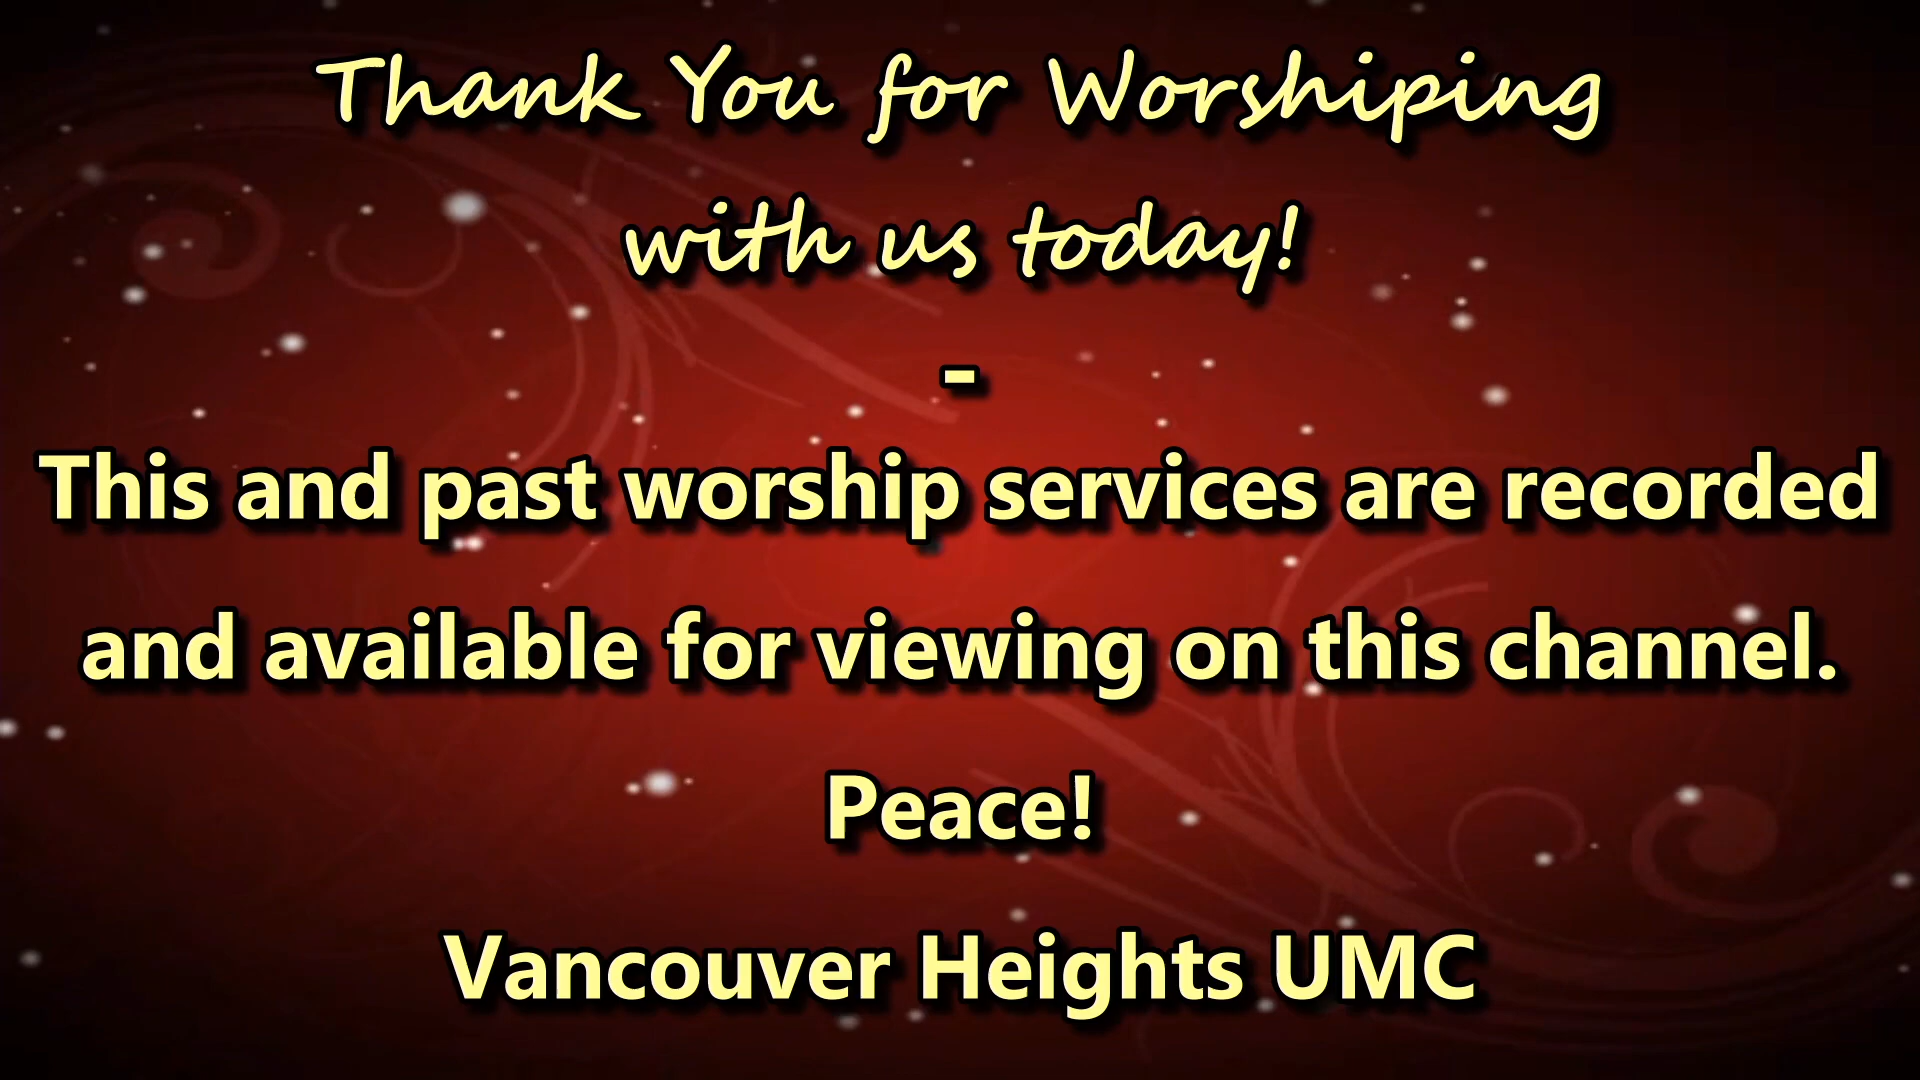 Thank You for Worshiping
with us today!
-
This and past worship services are recorded
and available for viewing on this channel.
Peace!
Vancouver Heights UMC